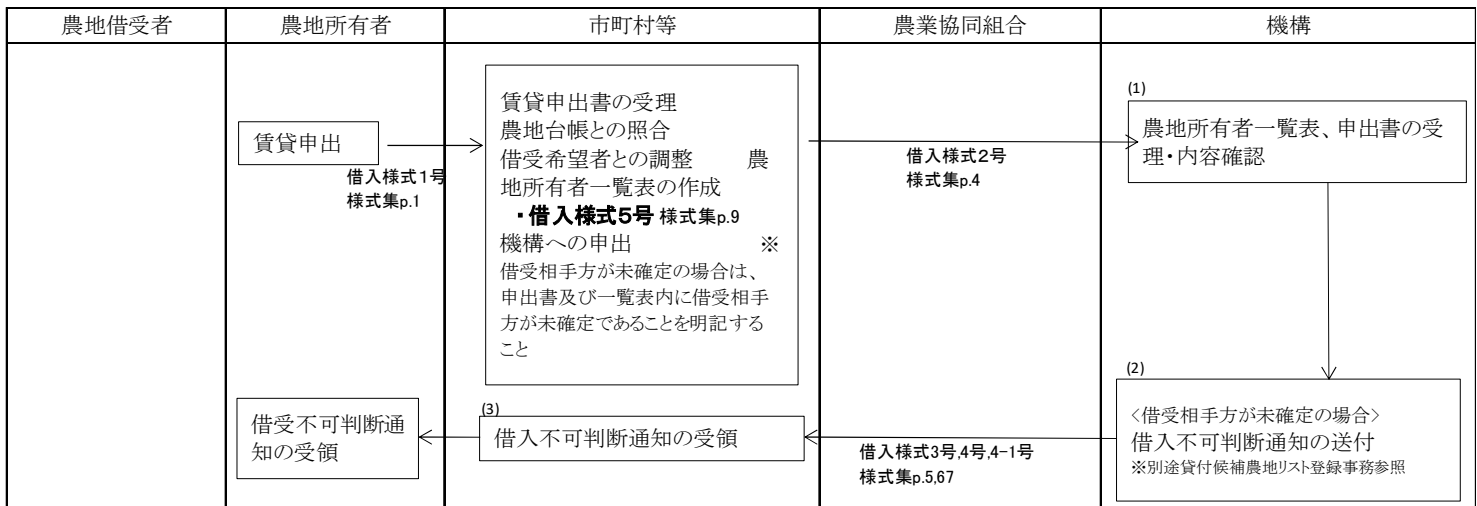 農地借受者
農地所有者
市町村等
農業協同組合
機構
賃貸申出
借入様式1号
様式集p.1
賃貸申出書の受理
農地台帳との照合
借受希望者との調整 農
地所有者一覧表の作成
・借入様式5号 様式集p.9
機構への申出 ※
借受相手方が未確定の場合は、
申出書及び一覧表内に借受相手
方が未確定であることを明記する
こと
借入様式2号
様式集p.4
(1)
農地所有者一覧表、申出書の受
理・内容確認
(2)
<借受相手方が未確定の場合>
借入不可判断通知の送付
※別途貸付候補農地リスト登録事務参照
借入様式3号,4号,4-1号
様式集p.5,67
(3)
借入不可判断通知の受領
借受不可判断通
知の受領